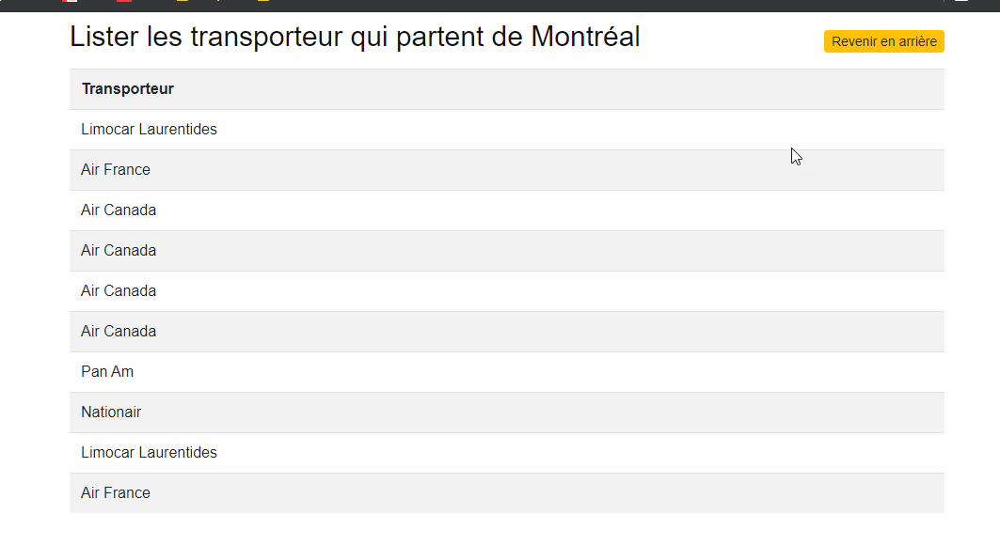 Lister les transporteur qui partent de Montréal
Revenir en arrière
Transporteur
Limocar Laurentides
Air France
Air Canada
Air Canada
Air Canada
Air Canada
Pan Am
Nationair
Limocar Laurentides
Air France